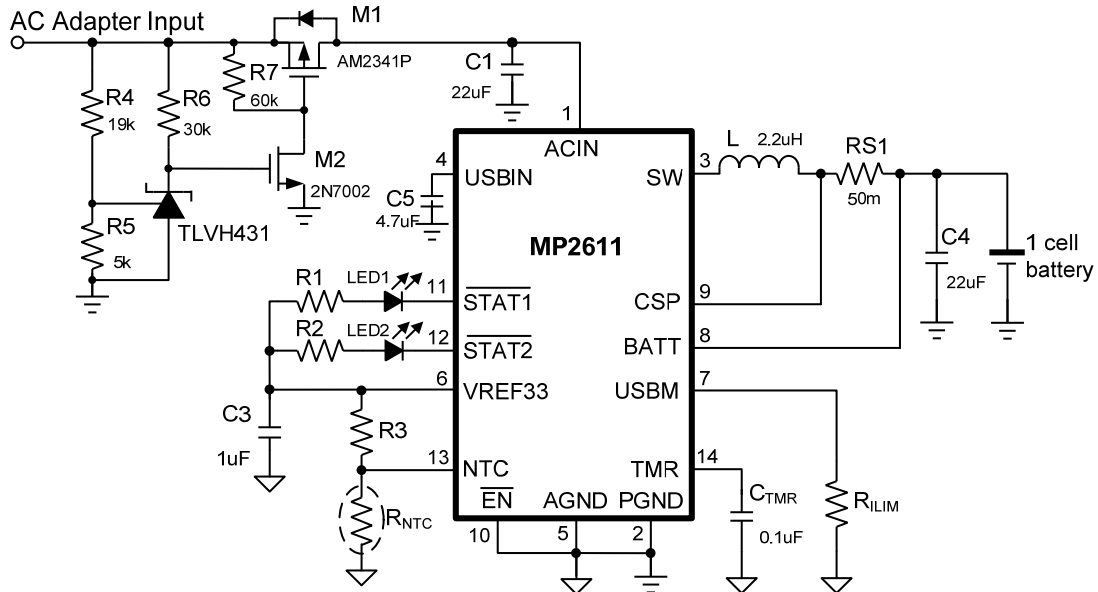 AC Adapter Input
M1
AM2341P
R7
60k
C1
22uF
R4
19k
R6
30k
1
ACIN
M2
2N7002
4
USBIN
C5
4.7uF
3
SW
L
2.2uH
RS1
50m
R5
5k
TLVH431
MP2611
C4
22uF
1 cell
battery
R1
LED1
11
STAT1
CSP
9
R2
LED2
12
STAT2
BATT
8
6
VREF33
USBM
7
C3
1uF
R3
13
NTC
TMR
14
CTMR
0.1uF
RILIM
RNTC
EN
AGND
PGND
10
5
2